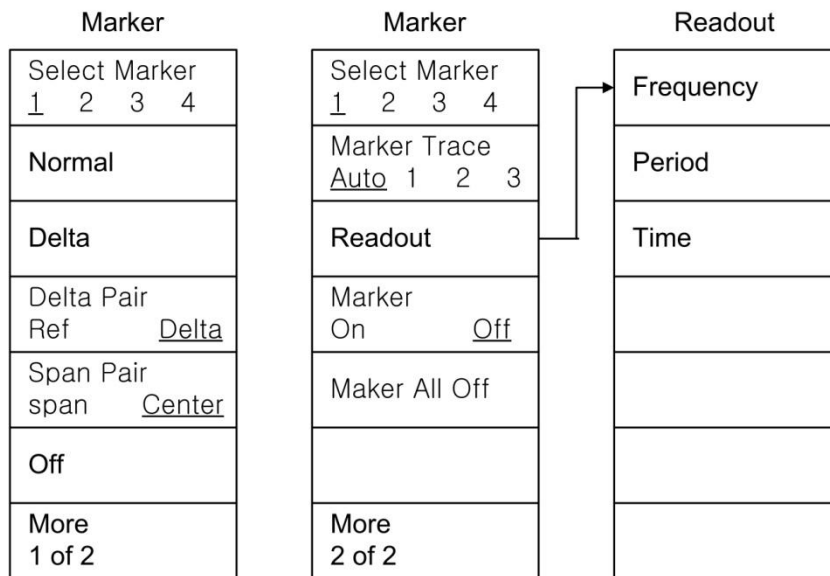 Marker
Select Marker
1 2 3 4
Normal
Delta
Delta Pair
Ref Delta
Span Pair
span Center
Off
More
1 of 2
Marker
Select Marker
1 2 3 4
Marker Trace
Auto 1 2 3
Readout
Marker
On Off
Maker All Off
More
2 of 2
Readout
Frequency
Period
Time